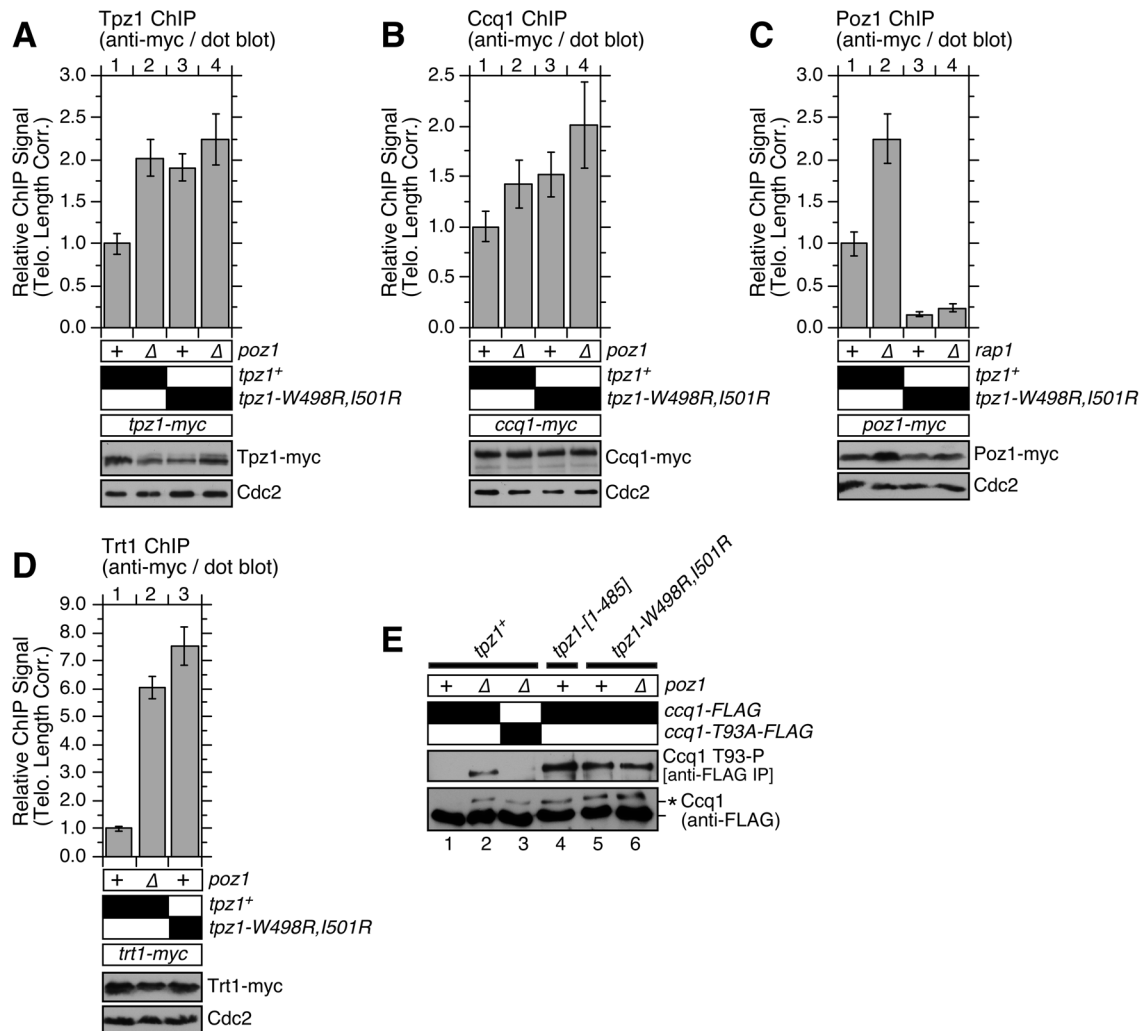 A
Tpz1 ChIP
(anti-myc / dot blot)
1 2 3 4
Relative ChIP Signal
(Telo. Length Corr.)
3.0
2.5
2.0
1.5
1.0
0.5
0.0
+ Δ + Δ poz1
tpz1+
tpz1-W498R,I501R
tpz1-myc
Tpz1-myc
Cdc2
B
Ccq1 ChIP
(anti-myc / dot blot)
1 2 3 4
Relative ChIP Signal
(Telo. Length Corr.)
2.5
2.0
1.5
1.0
0.5
0.0
+ Δ + Δ poz1
tpz1+
tpz1-W498R,I501R
ccq1-myc
Ccq1-myc
Cdc2
C
Poz1 ChIP
(anti-myc / dot blot)
1 2 3 4
Relative ChIP Signal
(Telo. Length Corr.)
3.0
2.5
2.0
1.5
1.0
0.5
0.0
+ Δ + Δ rap1
tpz1+
tpz1-W498R,I501R
poz1-myc
Poz1-myc
Cdc2
D
Trt1 ChIP
(anti-myc / dot blot)
1 2 3
Relative ChIP Signal
(Telo. Length Corr.)
9.0
8.0
7.0
6.0
5.0
4.0
3.0
2.0
1.0
0.0
+ Δ + poz1
tpz1+
tpz1-W498R,I501R
trt1-myc
Trt1-myc
Cdc2
E
tpz1+
tpz1-[1-485]
tpz1-W498R,I501R
+ Δ Δ + + Δ poz1
ccq1-FLAG
ccq1-T93A-FLAG
Ccq1 T93-P
[anti-FLAG IP]
* Ccq1
(anti-FLAG)
1 2 3 4 5 6